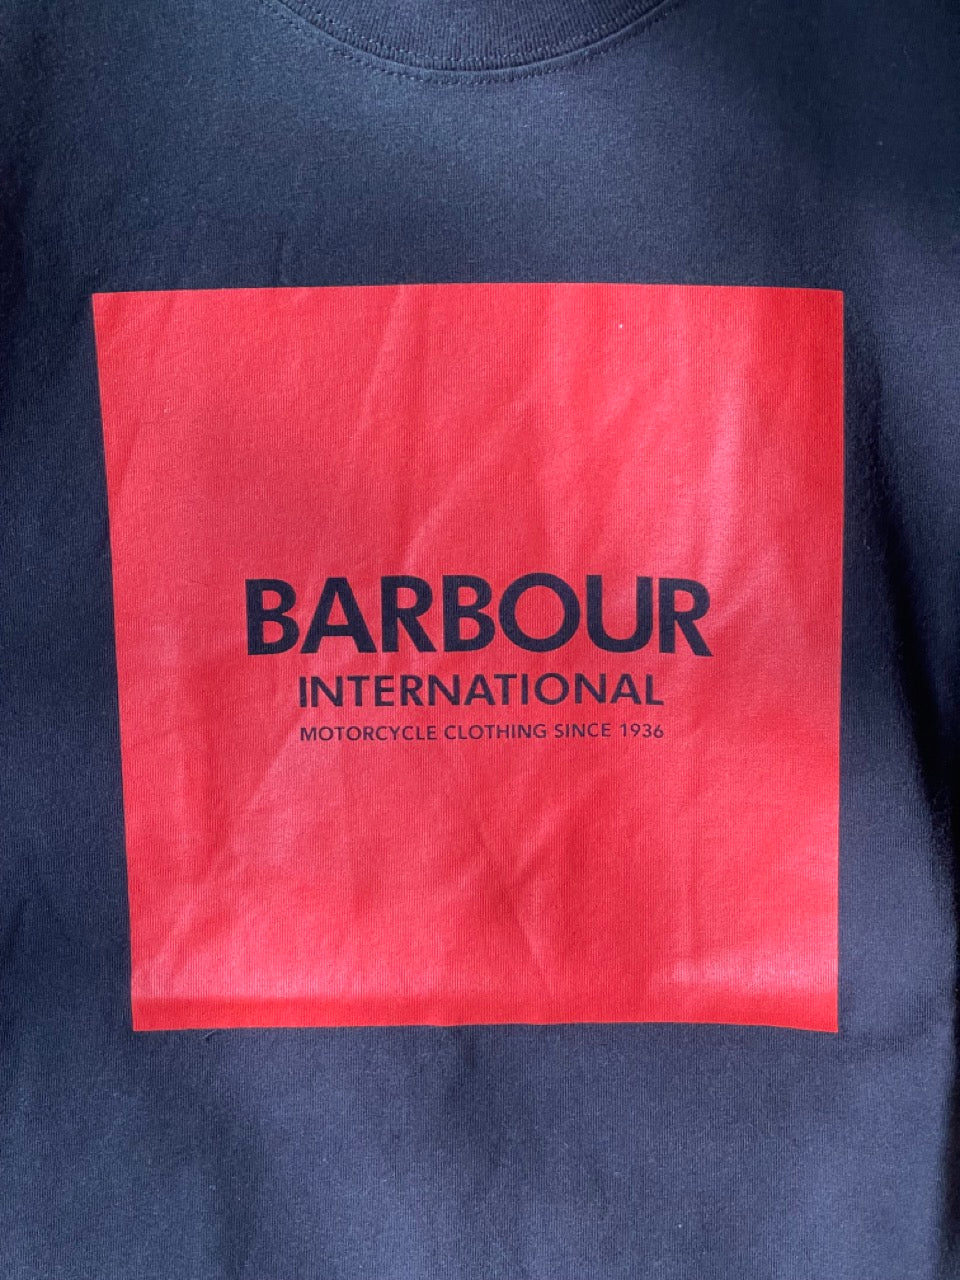 BARBOUR
INTERNATIONAL
MOTORCYCLE CLOTHING SINCE 1936